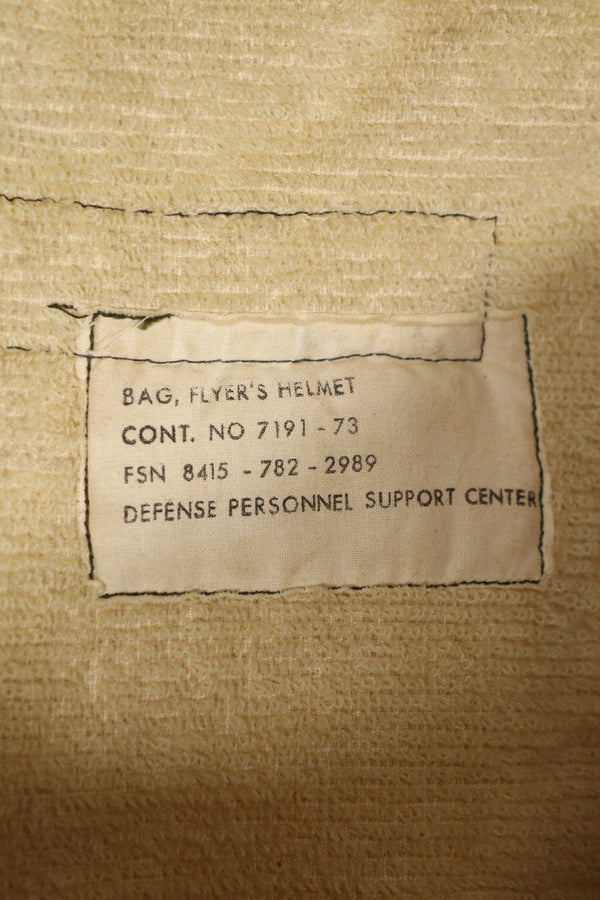 BAG, FLYER'S HELMET
CONT. NO 7191 - 73
FSN 8415 - 782 - 2989
DEFENSE PERSONNEL SUPPORT CENTER